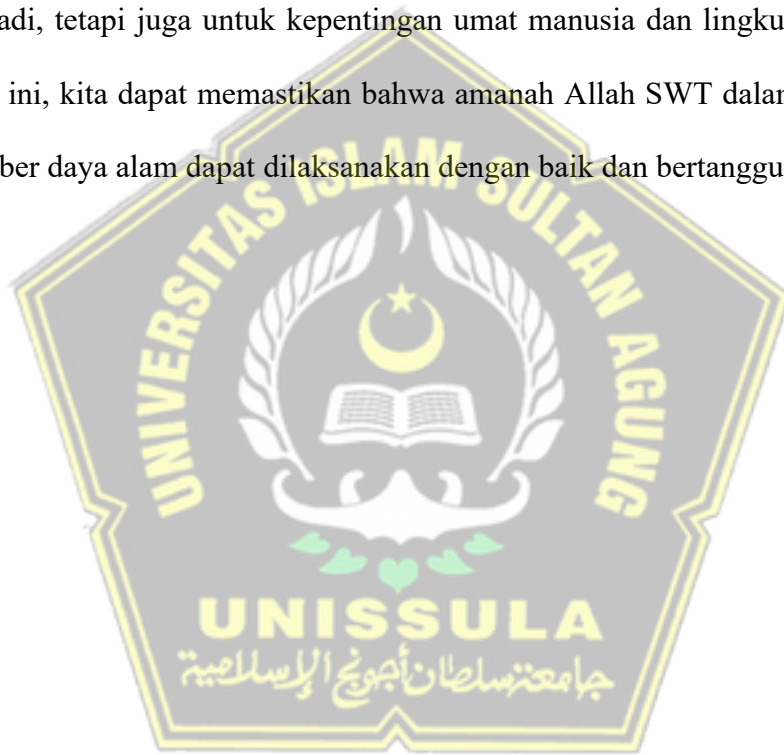 adi, tetapi juga untuk kepentingan umat manusia dan lingku
ini, kita dapat memastikan bahwa amanah Allah SWT dalan
ber daya alam dapat dilaksanakan dengan baik dan bertanggu
UNIVERSITAS ISLAM SULTAN AGUNG
UNISSULA
جامعة سلطان أجونج الإسلامية